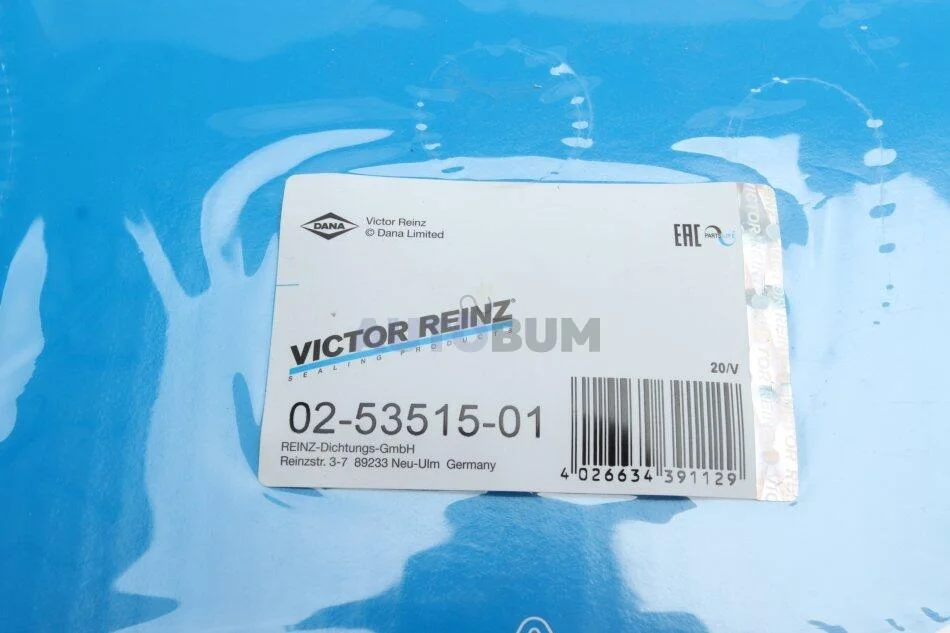 DANA
Victor Reinz
© Dana Limited
EAC PARTSLIFE
VICTOR REINZ®
SEALING PRODUCTS
AUTOBUM
20/V
02-53515-01
REINZ-Dichtungs-GmbH
Reinzstr. 3-7 89233 Neu-Ulm Germany
4 026634 391129